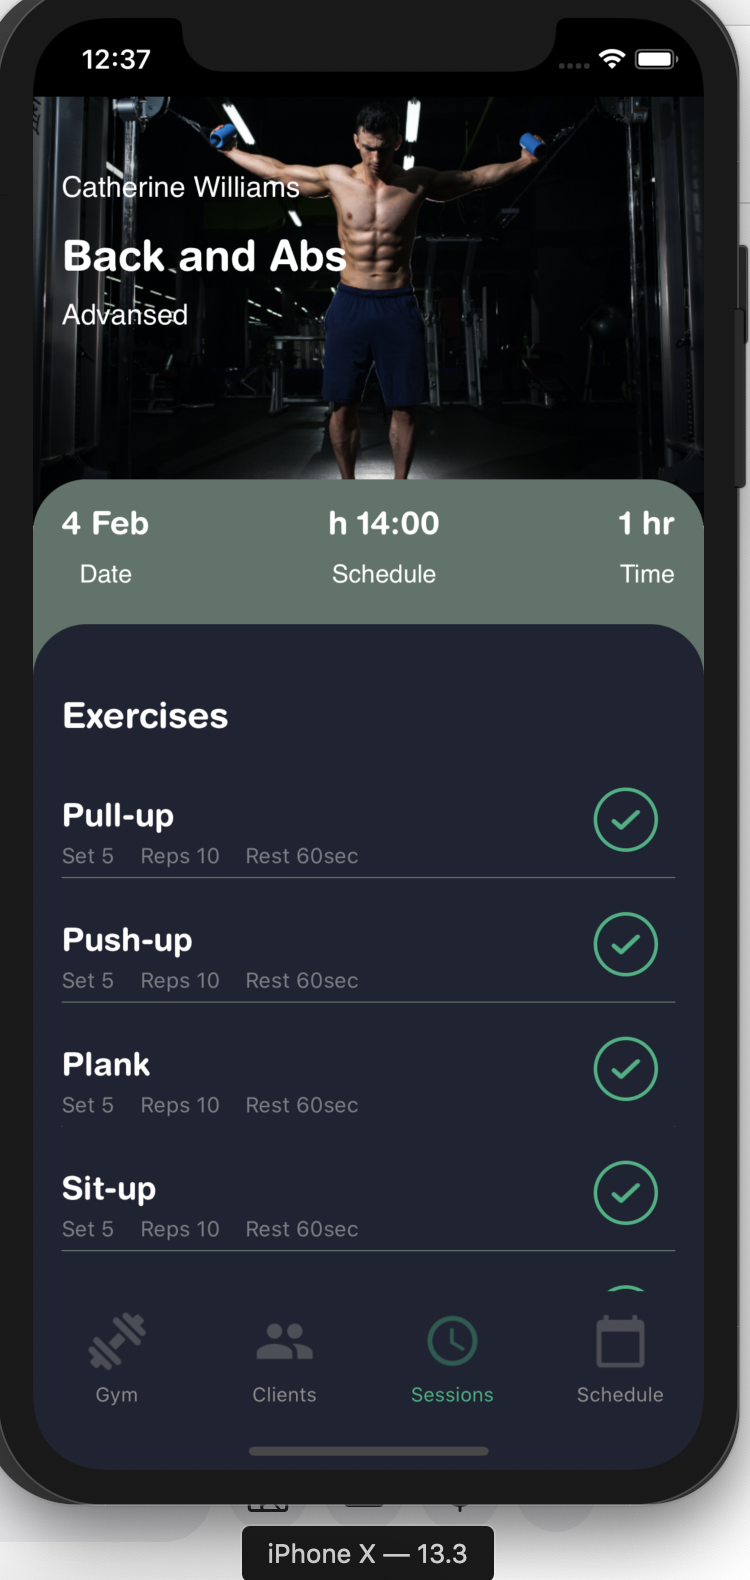 12:37
Catherine Williams
Back and Abs
Advansed
4 Feb h 14:00 1 hr
Date Schedule Time
Exercises
Pull-up
Set 5 Reps 10 Rest 60sec
Push-up
Set 5 Reps 10 Rest 60sec
Plank
Set 5 Reps 10 Rest 60sec
Sit-up
Set 5 Reps 10 Rest 60sec
Gym Clients Sessions Schedule
iPhone X — 13.3